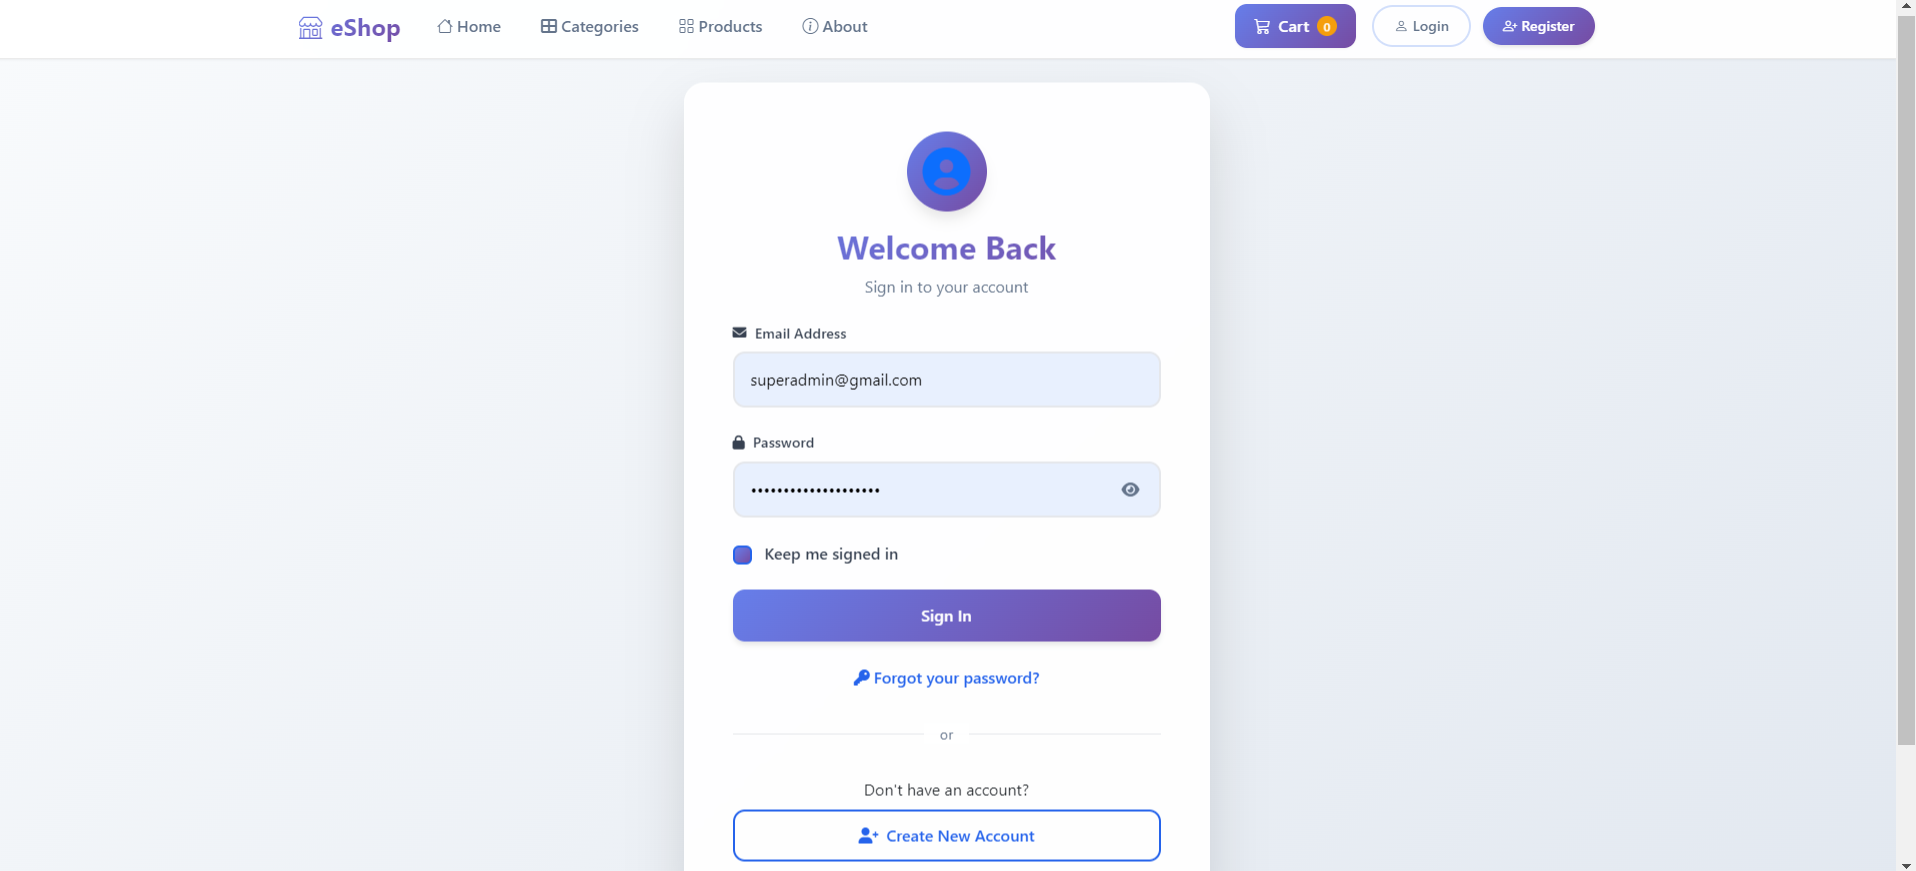 eShop Home Categories Products About Cart 0 Login Register
Welcome Back
Sign in to your account
Email Address
superadmin@gmail.com
Password
••••••••••••••••••••
Keep me signed in
Sign In
Forgot your password?
or
Don't have an account?
Create New Account